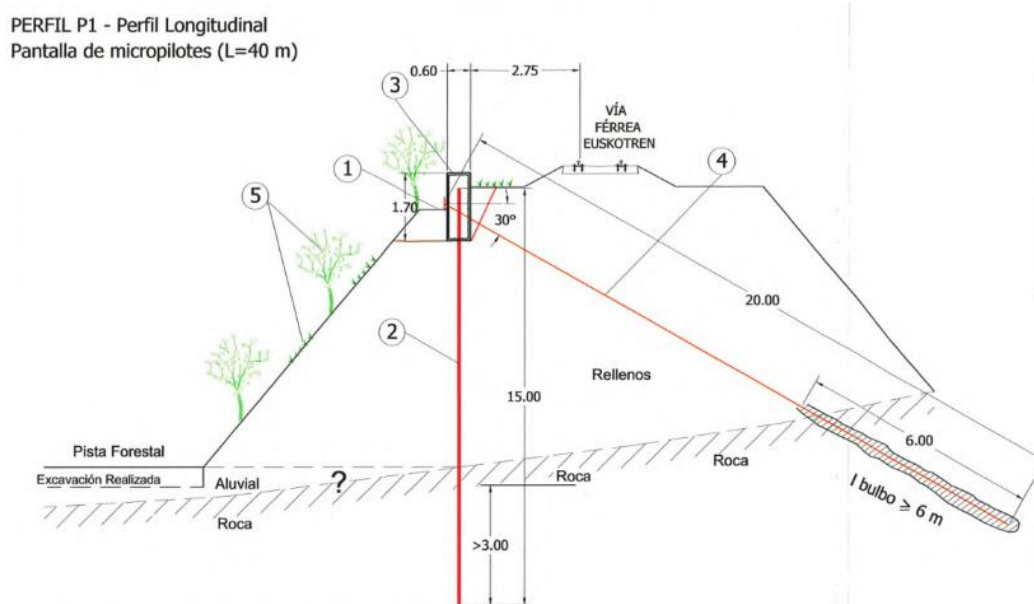 PERFIL P1 - Perfil Longitudinal
Pantalla de micropilotes (L=40 m)
0.60
2.75
3
VÍA
FÉRREA
EUSKOTREN
4
1
5
1.70
30º
20.00
2
Rellenos
15.00
6.00
Pista Forestal
Excavación Realizada
Aluvial
?
Roca
Roca
Roca
l bulbo ≥ 6 m
>3.00